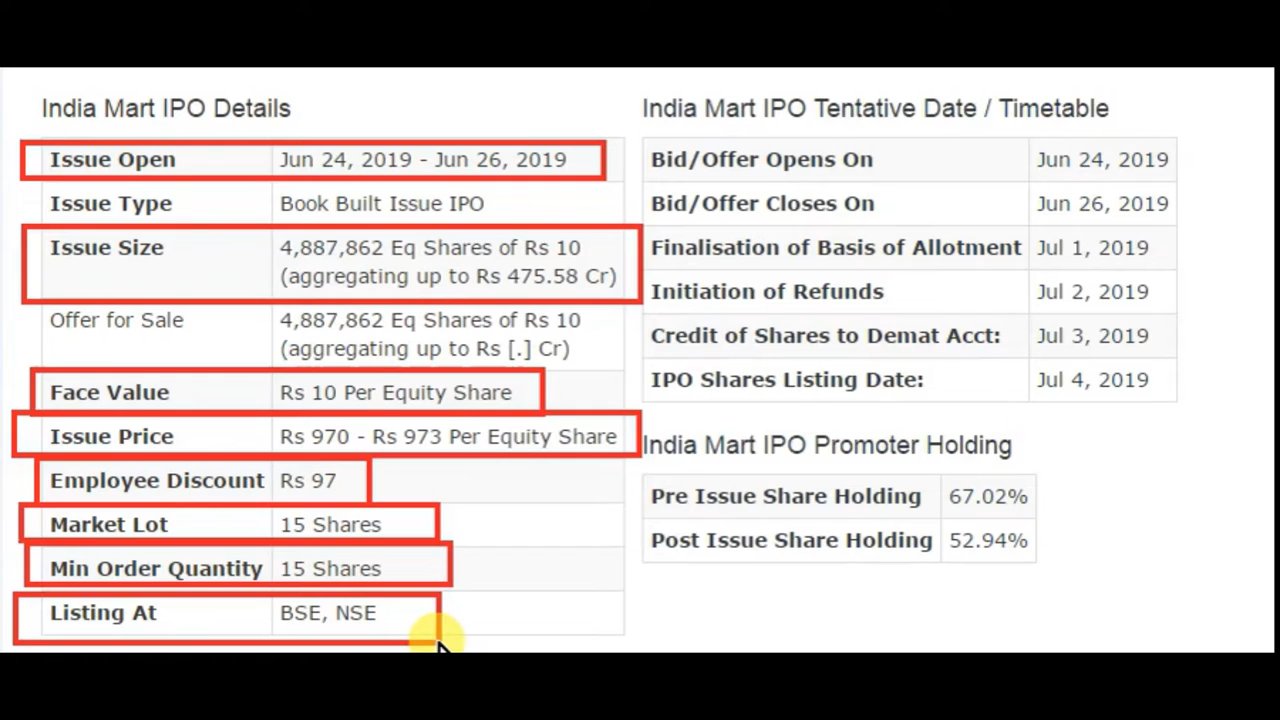 India Mart IPO Details
Issue Open Jun 24, 2019 - Jun 26, 2019
Issue Type Book Built Issue IPO
Issue Size 4,887,862 Eq Shares of Rs 10
(aggregating up to Rs 475.58 Cr)
Offer for Sale 4,887,862 Eq Shares of Rs 10
(aggregating up to Rs [.] Cr)
Face Value Rs 10 Per Equity Share
Issue Price Rs 970 - Rs 973 Per Equity Share
Employee Discount Rs 97
Market Lot 15 Shares
Min Order Quantity 15 Shares
Listing At BSE, NSE
India Mart IPO Tentative Date / Timetable
Bid/Offer Opens On Jun 24, 2019
Bid/Offer Closes On Jun 26, 2019
Finalisation of Basis of Allotment Jul 1, 2019
Initiation of Refunds Jul 2, 2019
Credit of Shares to Demat Acct: Jul 3, 2019
IPO Shares Listing Date: Jul 4, 2019
India Mart IPO Promoter Holding
Pre Issue Share Holding 67.02%
Post Issue Share Holding 52.94%